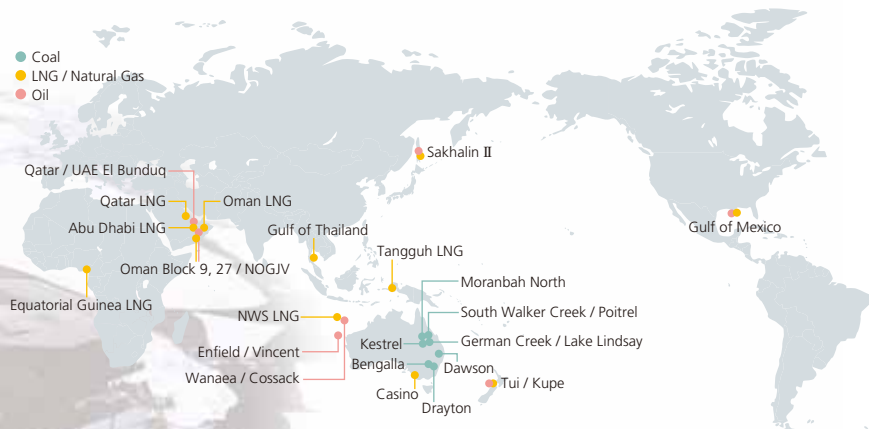 Coal
LNG / Natural Gas
Oil
Sakhalin Ⅱ
Qatar / UAE El Bunduq
Qatar LNG
Oman LNG
Abu Dhabi LNG
Gulf of Thailand
Gulf of Mexico
Tangguh LNG
Oman Block 9, 27 / NOGJV
Moranbah North
Equatorial Guinea LNG
NWS LNG
South Walker Creek / Poitrel
Kestrel
German Creek / Lake Lindsay
Enfield / Vincent
Bengalla
Dawson
Wanaea / Cossack
Tui / Kupe
Casino
Drayton